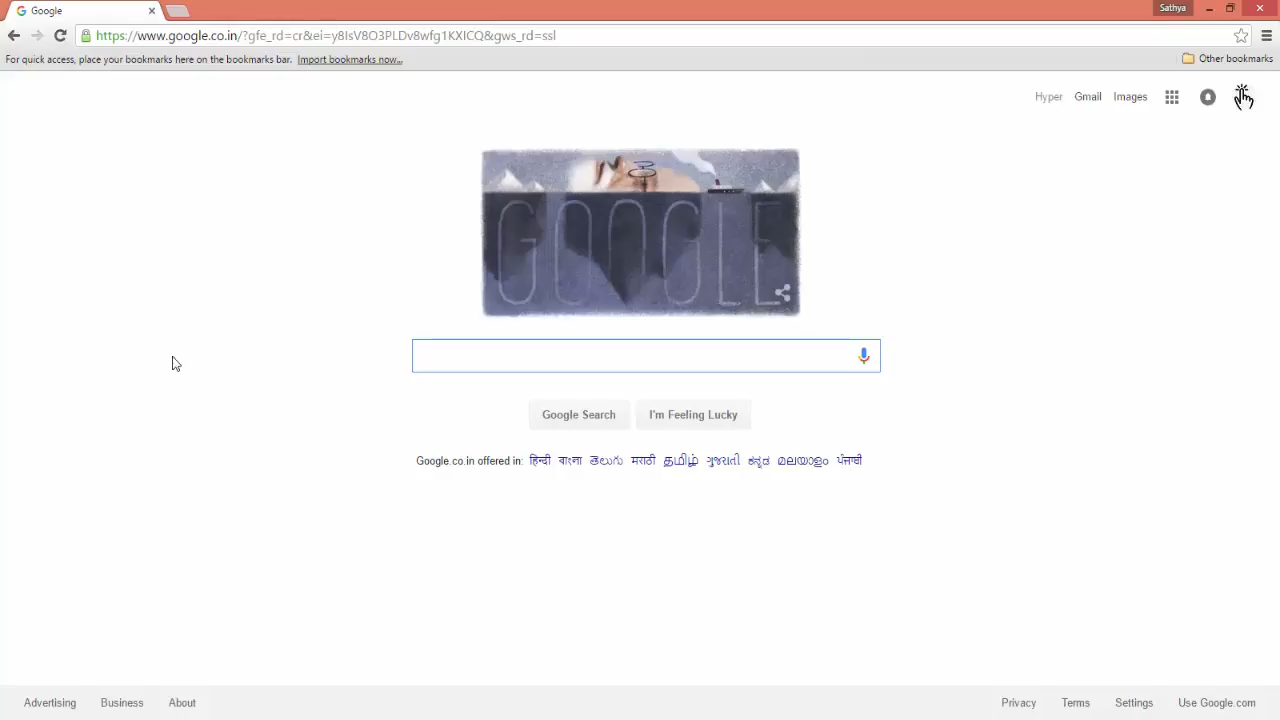 Google
Sathya
https://www.google.co.in/?gfe_rd=cr&ei=y8IsV8O3PLDv8wfg1KXICQ&gws_rd=ssl
For quick access, place your bookmarks here on the bookmarks bar. Import bookmarks now...
Other bookmarks
Hyper Gmail Images
GOOGLE
Google Search I'm Feeling Lucky
Google.co.in offered in: हिन्दी বাংলা తెలుగు मराठी தமிழ் ગુજરાતી ಕನ್ನಡ മലയാളം ਪੰਜਾਬੀ
Advertising Business About Privacy Terms Settings Use Google.com